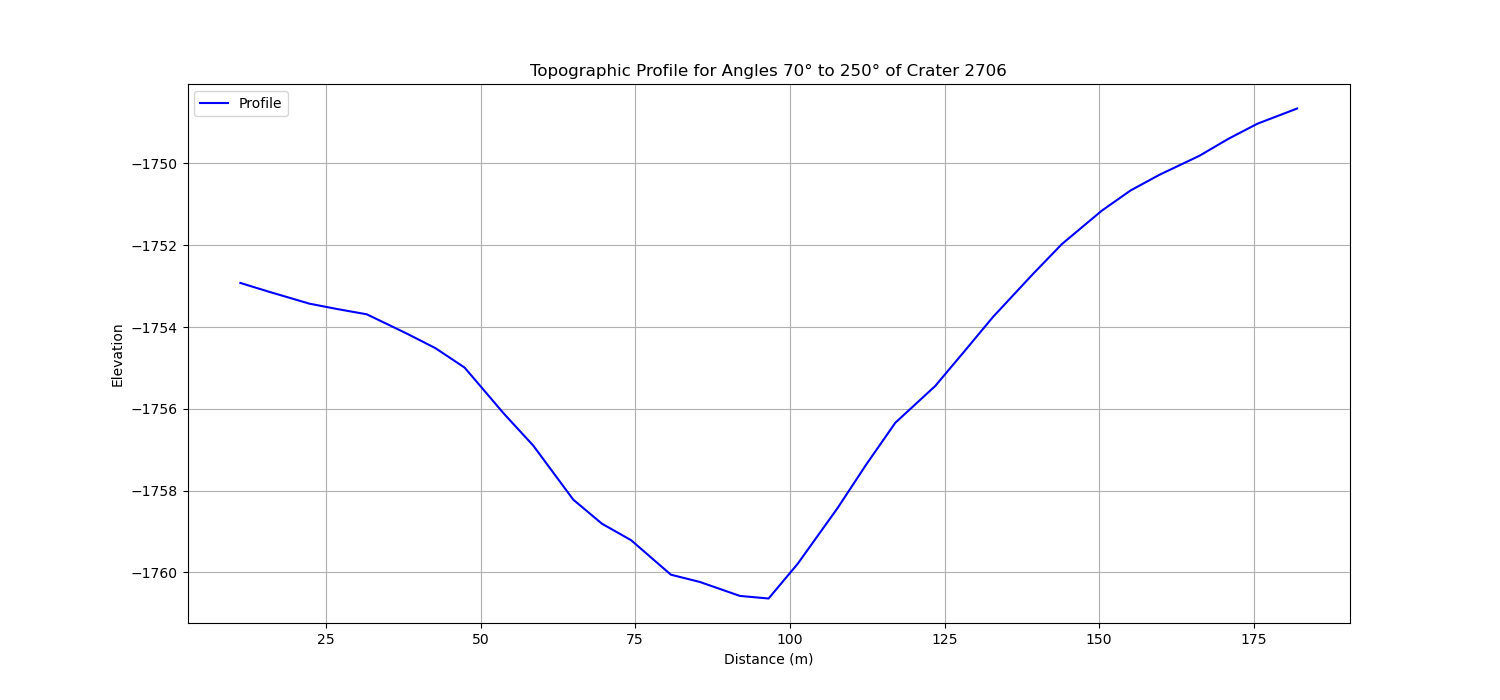 Topographic Profile for Angles 70° to 250° of Crater 2706
Profile
−1750
−1752
−1754
−1756
−1758
−1760
Elevation
25 50 75 100 125 150 175
Distance (m)